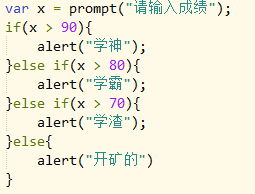 var x = prompt("请输入成绩");
if(x > 90){
    alert("学神");
}else if(x > 80){
    alert("学霸");
}else if(x > 70){
    alert("学渣");
}else{
    alert("开矿的")
}